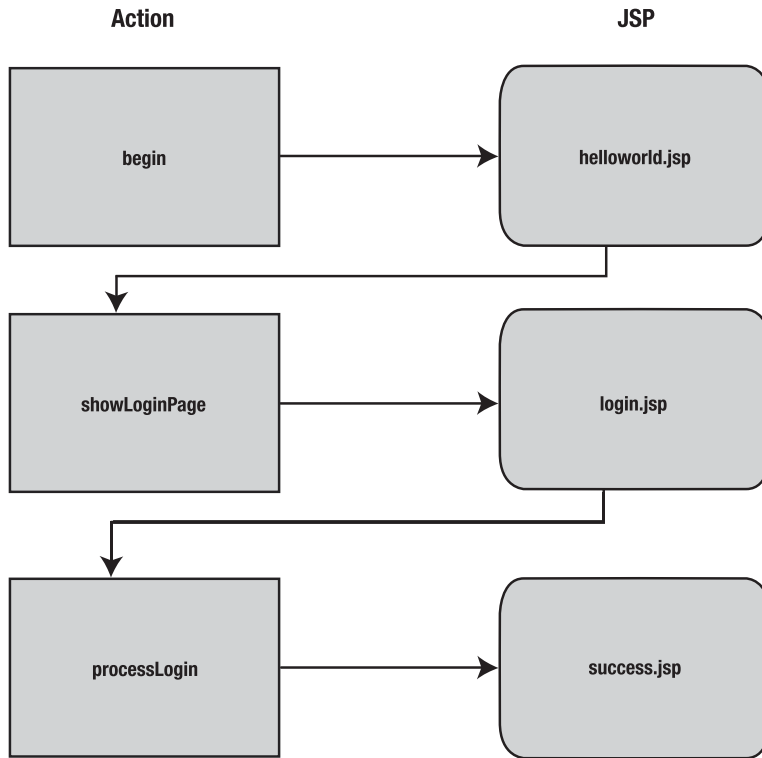 Action
JSP
begin
helloworld.jsp
showLoginPage
login.jsp
processLogin
success.jsp